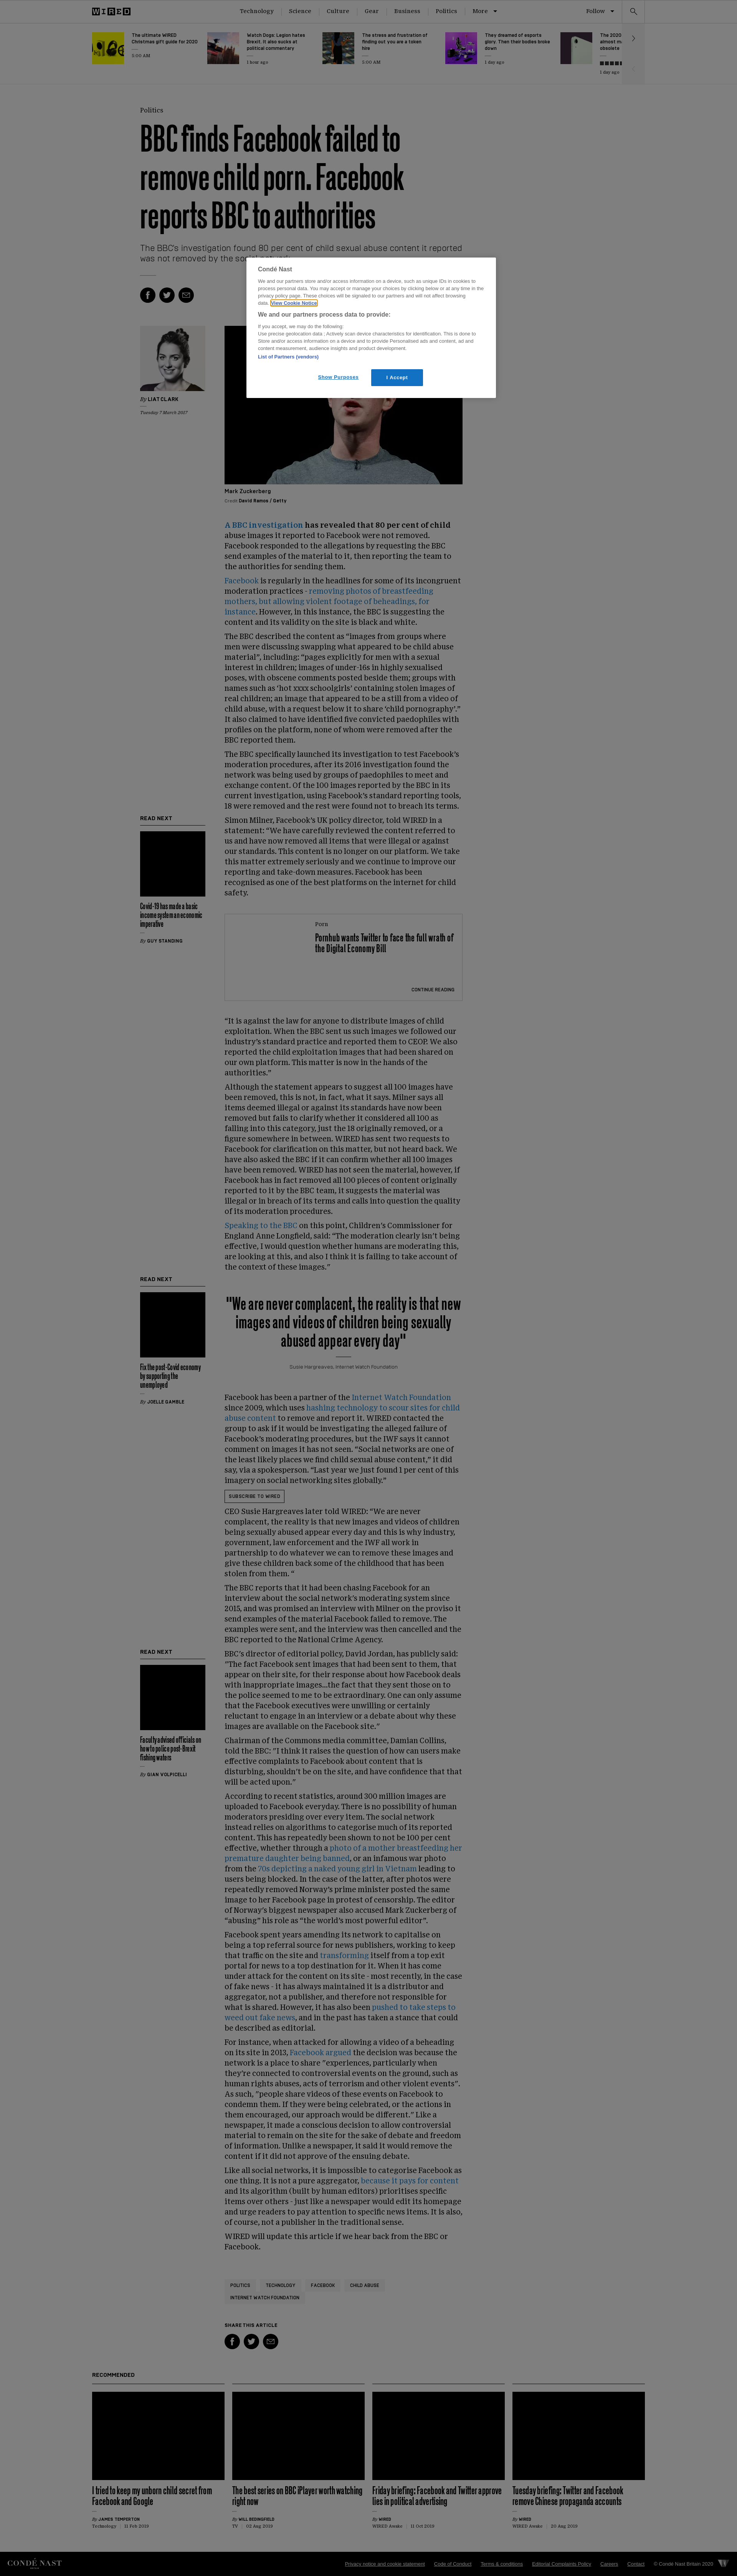 WIRED
Technology
Science
Culture
Gear
Business
Politics
More
Follow
The ultimate WIRED
Christmas gift guide for 2020
5:00 AM
Watch Dogs: Legion hates
Brexit. It also sucks at
political commentary
1 hour ago
The stress and frustration of
finding out you are a token
hire
5:00 AM
They dreamed of esports
glory. Then their bodies broke
down
1 day ago
The 2020
almost
obsolete
1 day ago
Politics
BBC finds Facebook failed to
remove child porn. Facebook
reports BBC to authorities
The BBC's investigation found 80 per cent of child sexual abuse content it reported
was not removed by the social network
Condé Nast
We and our partners store and/or access information on a device, such as unique IDs in cookies to
process personal data. You may accept or manage your choices by clicking below or at any time in the
privacy policy page. These choices will be signaled to our partners and will not affect browsing
data. View Cookie Notice
We and our partners process data to provide:
If you accept, we may do the following:
Use precise geolocation data . Actively scan device characteristics for identification. This is done to
Store and/or access information on a device and to provide Personalised ads and content, ad and
content measurement, audience insights and product development.
List of Partners (vendors)
Show Purposes
I Accept
By LIAT CLARK
Tuesday 7 March 2017
Mark Zuckerberg
Credit David Ramos / Getty
A BBC investigation has revealed that 80 per cent of child
abuse images it reported to Facebook were not removed.
Facebook responded to the allegations by requesting the BBC
send examples of the material to it, then reporting the team to
the authorities for sending them.
Facebook is regularly in the headlines for some of its incongruent
moderation practices - removing photos of breastfeeding
mothers, but allowing violent footage of beheadings, for
instance. However, in this instance, the BBC is suggesting the
content and its validity on the site is black and white.
The BBC described the content as "images from groups where
men were discussing swapping what appeared to be child abuse
material", including: "pages explicitly for men with a sexual
interest in children; images of under-16s in highly sexualised
poses, with obscene comments posted beside them; groups with
names such as 'hot xxxx schoolgirls' containing stolen images of
real children; an image that appeared to be a still from a video of
child abuse, with a request below it to share 'child pornography'."
It also claimed to have identified five convicted paedophiles with
profiles on the platform, none of whom were removed after the
BBC reported them.
The BBC specifically launched its investigation to test Facebook's
moderation procedures, after its 2016 investigation found the
network was being used by groups of paedophiles to meet and
exchange content. Of the 100 images reported by the BBC in its
current investigation, using Facebook's standard reporting tools,
18 were removed and the rest were found not to breach its terms.
READ NEXT
Covid-19 has made a basic
income system an economic
imperative
By GUY STANDING
Simon Milner, Facebook's UK policy director, told WIRED in a
statement: "We have carefully reviewed the content referred to
us and have now removed all items that were illegal or against
our standards. This content is no longer on our platform. We take
this matter extremely seriously and we continue to improve our
reporting and take-down measures. Facebook has been
recognised as one of the best platforms on the internet for child
safety.
Porn
Pornhub wants Twitter to face the full wrath of
the Digital Economy Bill
CONTINUE READING
"It is against the law for anyone to distribute images of child
exploitation. When the BBC sent us such images we followed our
industry's standard practice and reported them to CEOP. We also
reported the child exploitation images that had been shared on
our own platform. This matter is now in the hands of the
authorities."
Although the statement appears to suggest all 100 images have
been removed, this is not, in fact, what it says. Milner says all
items deemed illegal or against its standards have now been
removed but fails to clarify whether it considered all 100 as
falling into this category, just the 18 originally removed, or a
figure somewhere in between. WIRED has sent two requests to
Facebook for clarification on this matter, but not heard back. We
have also asked the BBC if it can confirm whether all 100 images
have been removed. WIRED has not seen the material, however, if
Facebook has in fact removed all 100 pieces of content originally
reported to it by the BBC team, it suggests the material was
illegal or in breach of its terms and calls into question the quality
of its moderation procedures.
Speaking to the BBC on this point, Children's Commissioner for
England Anne Longfield, said: "The moderation clearly isn't being
effective, I would question whether humans are moderating this,
are looking at this, and also I think it is failing to take account of
the context of these images."
READ NEXT
Fix the post-Covid economy
by supporting the
unemployed
By JOELLE GAMBLE
"We are never complacent, the reality is that new
images and videos of children being sexually
abused appear every day"
Susie Hargreaves, Internet Watch Foundation
Facebook has been a partner of the Internet Watch Foundation
since 2009, which uses hashing technology to scour sites for child
abuse content to remove and report it. WIRED contacted the
group to ask if it would be investigating the alleged failure of
Facebook's moderating procedures, but the IWF says it cannot
comment on images it has not seen. "Social networks are one of
the least likely places we find child sexual abuse content," it did
say, via a spokesperson. "Last year we just found 1 per cent of this
imagery on social networking sites globally."
SUBSCRIBE TO WIRED
CEO Susie Hargreaves later told WIRED: "We are never
complacent, the reality is that new images and videos of children
being sexually abused appear every day and this is why industry,
government, law enforcement and the IWF all work in
partnership to do whatever we can to remove these images and
give these children back some of the childhood that has been
stolen from them. "
The BBC reports that it had been chasing Facebook for an
interview about the social network's moderating system since
2015, and was promised an interview with Milner on the proviso it
send examples of the material Facebook failed to remove. The
examples were sent, and the interview was then cancelled and the
BBC reported to the National Crime Agency.
READ NEXT
Faculty advised officials on
how to police post-Brexit
fishing waters
By GIAN VOLPICELLI
BBC's director of editorial policy, David Jordan, has publicly said:
"The fact Facebook sent images that had been sent to them, that
appear on their site, for their response about how Facebook deals
with inappropriate images...the fact that they sent those on to
the police seemed to me to be extraordinary. One can only assume
that the Facebook executives were unwilling or certainly
reluctant to engage in an interview or a debate about why these
images are available on the Facebook site."
Chairman of the Commons media committee, Damian Collins,
told the BBC: "I think it raises the question of how can users make
effective complaints to Facebook about content that is
disturbing, shouldn't be on the site, and have confidence that that
will be acted upon."
According to recent statistics, around 300 million images are
uploaded to Facebook everyday. There is no possibility of human
moderators presiding over every item. The social network
instead relies on algorithms to categorise much of its reported
content. This has repeatedly been shown to not be 100 per cent
effective, whether through a photo of a mother breastfeeding her
premature daughter being banned, or an infamous war photo
from the 70s depicting a naked young girl in Vietnam leading to
users being blocked. In the case of the latter, after photos were
repeatedly removed Norway's prime minister posted the same
image to her Facebook page in protest of censorship. The editor
of Norway's biggest newspaper also accused Mark Zuckerberg of
"abusing" his role as "the world's most powerful editor".
Facebook spent years amending its network to capitalise on
being a top referral source for news publishers, working to keep
that traffic on the site and transforming itself from a top exit
portal for news to a top destination for it. When it has come
under attack for the content on its site - most recently, in the case
of fake news - it has always maintained it is a distributor and
aggregator, not a publisher, and therefore not responsible for
what is shared. However, it has also been pushed to take steps to
weed out fake news, and in the past has taken a stance that could
be described as editorial.
For instance, when attacked for allowing a video of a beheading
on its site in 2013, Facebook argued the decision was because the
network is a place to share "experiences, particularly when
they're connected to controversial events on the ground, such as
human rights abuses, acts of terrorism and other violent events".
As such, "people share videos of these events on Facebook to
condemn them. If they were being celebrated, or the actions in
them encouraged, our approach would be different." Like a
newspaper, it made a conscious decision to allow controversial
material to remain on the site for the sake of debate and freedom
of information. Unlike a newspaper, it did not categorise the
content if it did not approve of the ensuing debate.
Like all social networks, it is impossible to categorise Facebook as
one thing. It is not a pure aggregator, because it pays for content
and its algorithm (built by human editors) prioritises specific
items over others - just like a newspaper would edit its homepage
and urge readers to pay attention to specific news items. It is also,
of course, not a publisher in the traditional sense.
WIRED will update this article if we hear back from the BBC or
Facebook.
POLITICS
TECHNOLOGY
FACEBOOK
CHILD ABUSE
INTERNET WATCH FOUNDATION
SHARE THIS ARTICLE
RECOMMENDED
I tried to keep my unborn child secret from
Facebook and Google
By JAMES TEMPERTON
Technology
11 Feb 2019
The best series on BBC iPlayer worth watching
right now
By WILL BEDINGFIELD
TV
02 Aug 2019
Friday briefing: Facebook and Twitter approve
lies in political advertising
By WIRED
WIRED Awake
11 Oct 2019
Tuesday briefing: Twitter and Facebook
remove Chinese propaganda accounts
By WIRED
WIRED Awake
20 Aug 2019
CONDÉ NAST
Privacy notice and cookie statement
Code of Conduct
Terms & conditions
Editorial Complaints Policy
Careers
Contact
© Condé Nast Britain 2020